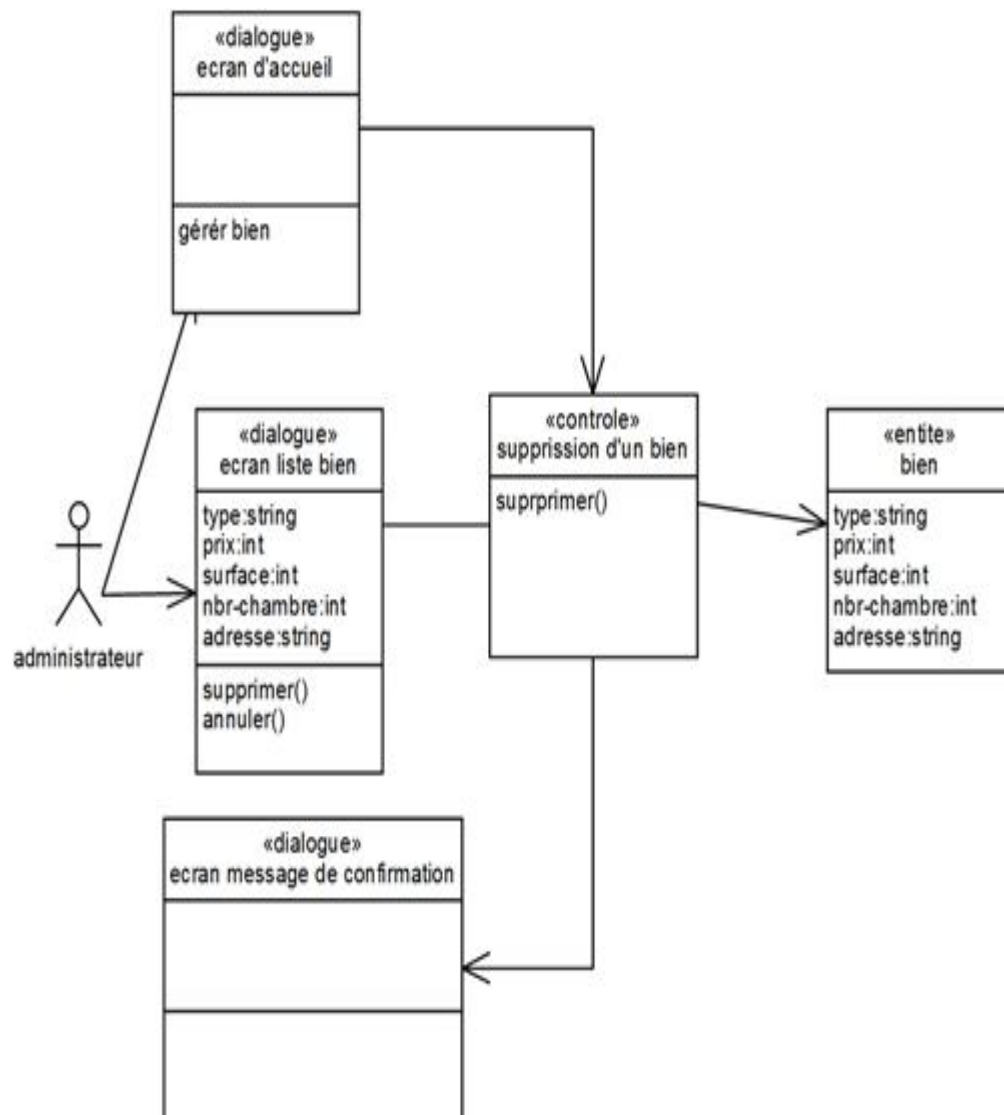 «dialogue»
ecran d'accueil
gérér bien
«dialogue»
ecran liste bien
type:string
prix:int
surface:int
nbr-chambre:int
adresse:string
supprimer()
annuler()
«controle»
supprission d'un bien
suprprimer()
«entite»
bien
type:string
prix:int
surface:int
nbr-chambre:int
adresse:string
administrateur
«dialogue»
ecran message de confirmation